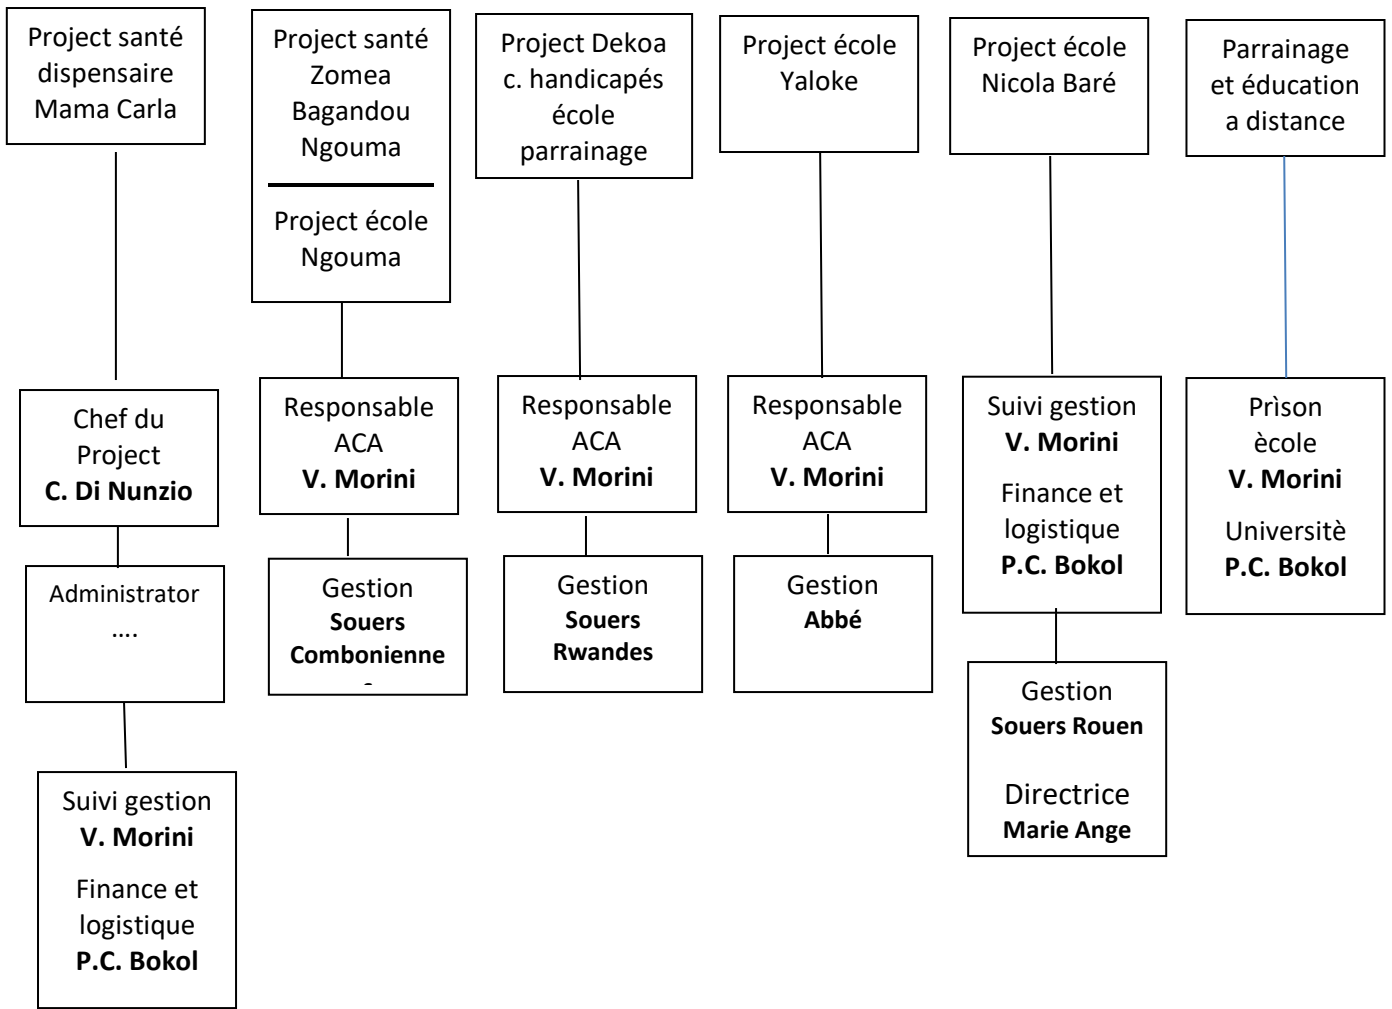 Project santé
dispensaire
Mama Carla
Project santé
Zomea
Bagandou
Ngouma
Project école
Ngouma
Project Dekoa
c. handicapés
école
parrainage
Project école
Yaloke
Project école
Nicola Baré
Parrainage
et éducation
a distance
Chef du
Project
C. Di Nunzio
Responsable
ACA
V. Morini
Responsable
ACA
V. Morini
Responsable
ACA
V. Morini
Suivi gestion
V. Morini
Finance et
logistique
P.C. Bokol
Prìson
ècole
V. Morini
Universitè
P.C. Bokol
Administrator
....
Gestion
Souers
Combonienne
Gestion
Souers
Rwandes
Gestion
Abbé
Gestion
Souers Rouen
Directrice
Marie Ange
Suivi gestion
V. Morini
Finance et
logistique
P.C. Bokol